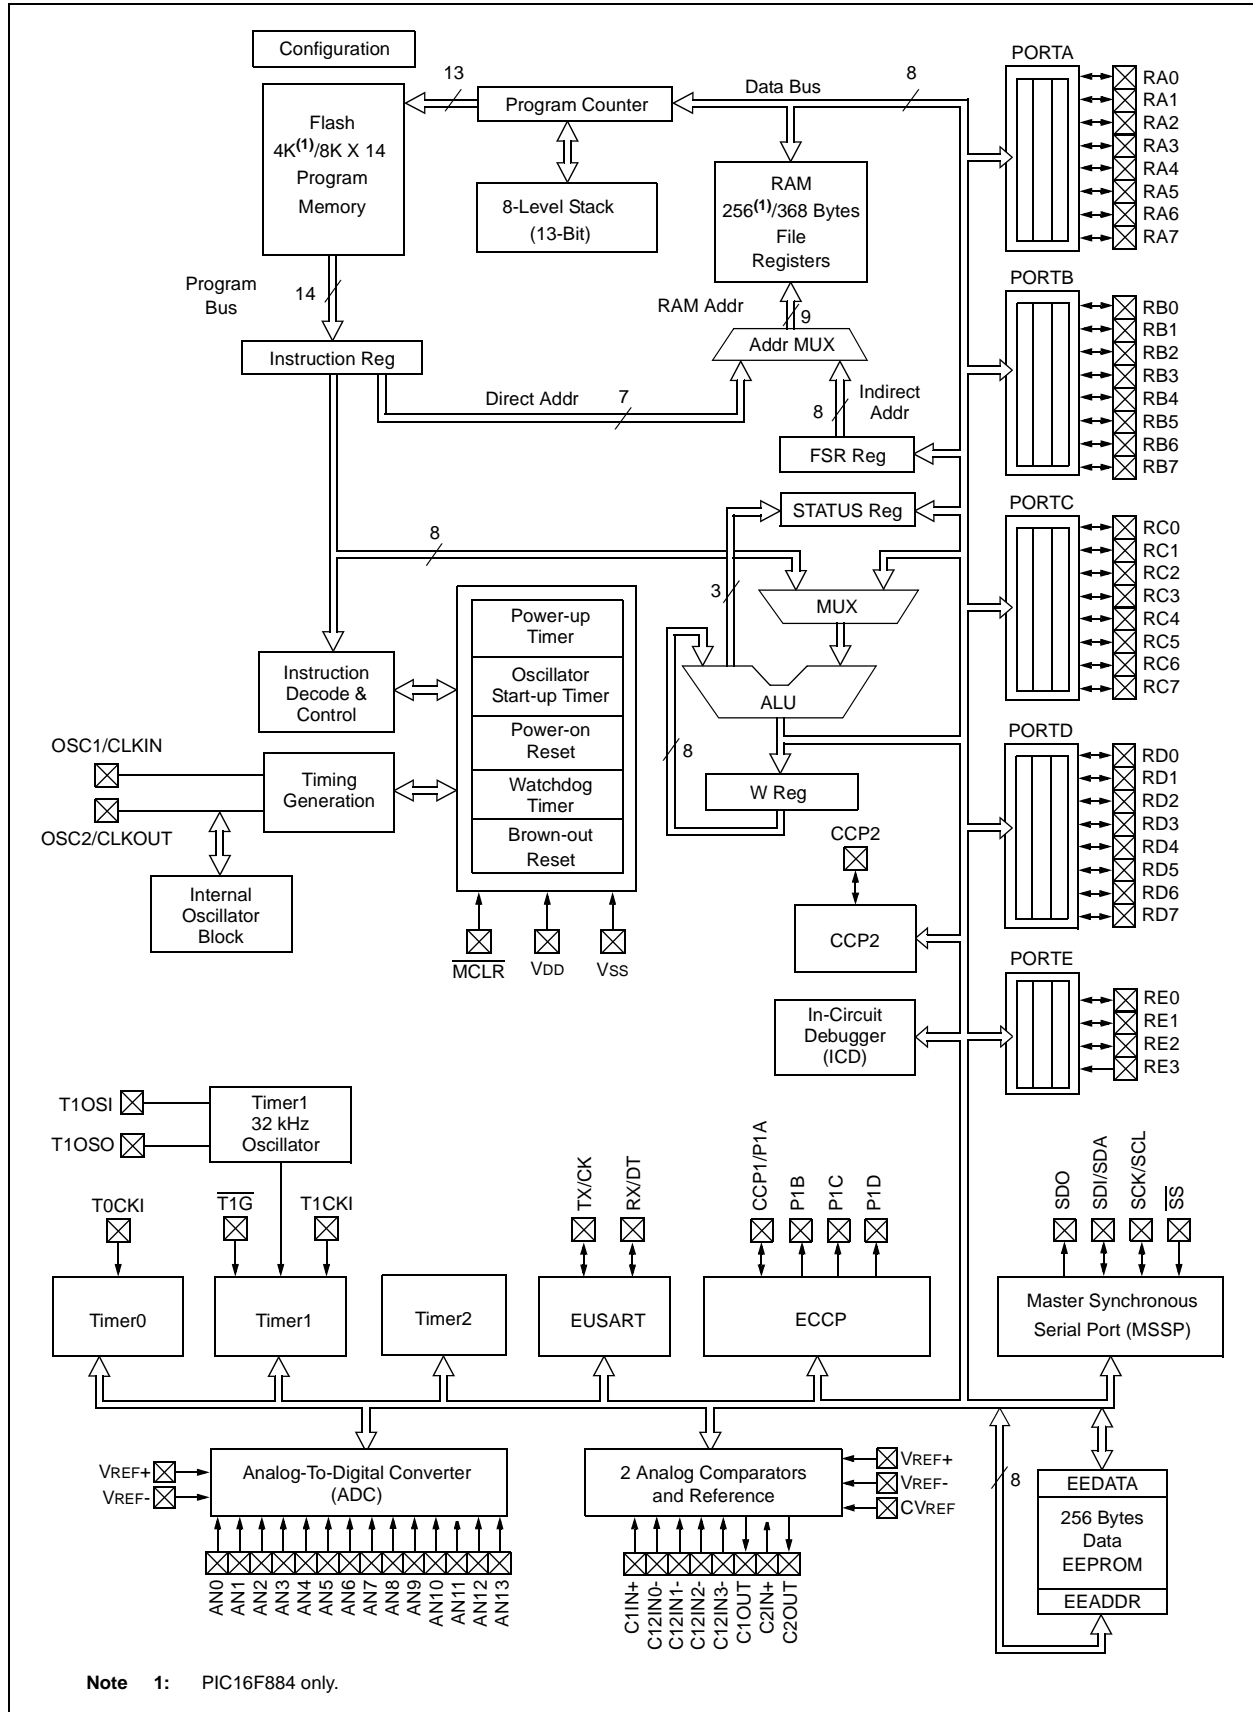 Configuration
PORTA
13
Data Bus
8
RA0
RA1
RA2
RA3
RA4
RA5
RA6
RA7
Program Counter
Flash
4K(1)/8K X 14
Program
Memory
8-Level Stack
(13-Bit)
RAM
256(1)/368 Bytes
File
Registers
Program
Bus
14
RAM Addr
9
PORTB
RB0
RB1
RB2
RB3
RB4
RB5
RB6
RB7
Instruction Reg
Addr MUX
Direct Addr
7
8
Indirect
Addr
FSR Reg
STATUS Reg
PORTC
RC0
RC1
RC2
RC3
RC4
RC5
RC6
RC7
8
3
MUX
Power-up
Timer
Oscillator
Start-up Timer
Power-on
Reset
Watchdog
Timer
Brown-out
Reset
Instruction
Decode &
Control
ALU
8
W Reg
OSC1/CLKIN
OSC2/CLKOUT
Timing
Generation
Internal
Oscillator
Block
MCLR
VDD
VSS
PORTD
RD0
RD1
RD2
RD3
RD4
RD5
RD6
RD7
CCP2
CCP2
PORTE
RE0
RE1
RE2
RE3
In-Circuit
Debugger
(ICD)
T1OSI
T1OSO
Timer1
32 kHz
Oscillator
T0CKI
T1G
T1CKI
TX/CK
RX/DT
CCP1/P1A
P1B
P1C
P1D
SDO
SDI/SDA
SCK/SCL
SS
Timer0
Timer1
Timer2
EUSART
ECCP
Master Synchronous
Serial Port (MSSP)
VREF+
VREF-
Analog-To-Digital Converter
(ADC)
AN0
AN1
AN2
AN3
AN4
AN5
AN6
AN7
AN8
AN9
AN10
AN11
AN12
AN13
2 Analog Comparators
and Reference
VREF+
VREF-
CVREF
C1IN+
C12IN0-
C12IN1-
C12IN2-
C12IN3-
C1OUT
C2IN+
C2OUT
8
EEDATA
256 Bytes
Data
EEPROM
EEADDR
Note 1: PIC16F884 only.